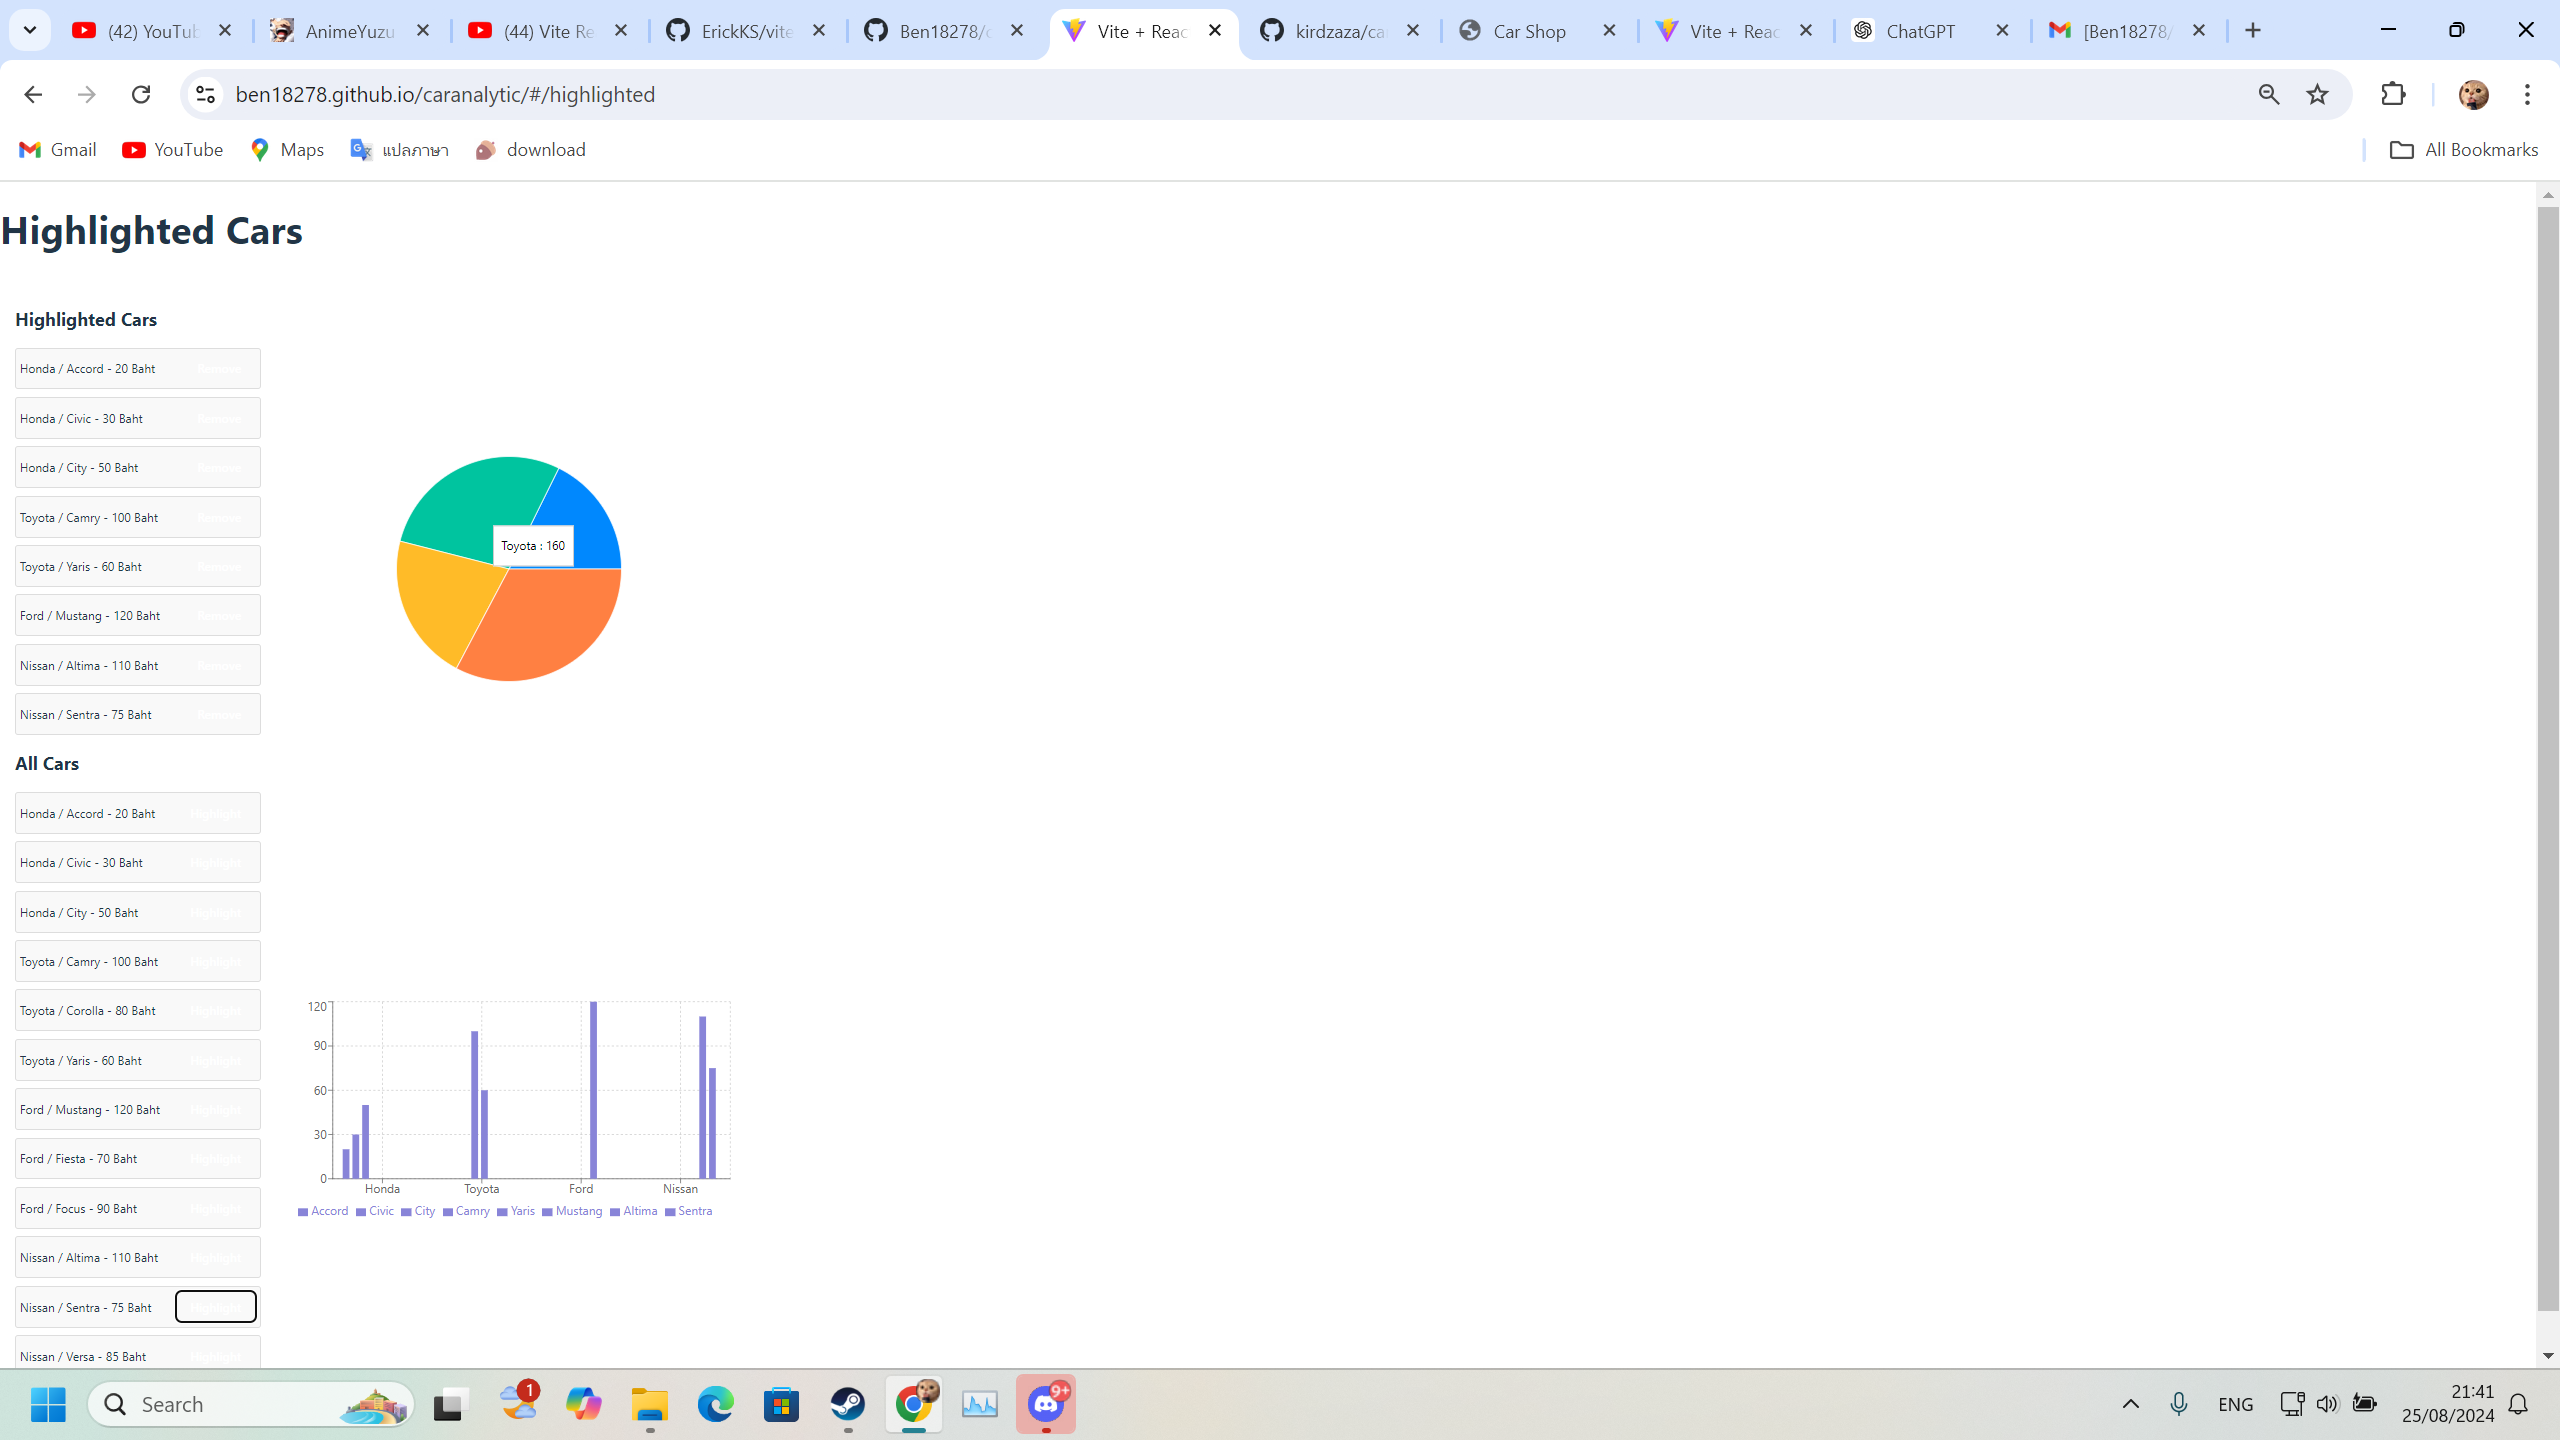 (42) YouTub
AnimeYuzu
(44) Vite Re
ErickKS/vite
Ben18278/c
Vite + Reac
kirdzaza/ca
Car Shop
Vite + Reac
ChatGPT
[Ben18278/
ben18278.github.io/caranalytic/#/highlighted
Gmail
YouTube
Maps
แปลภาษา
download
All Bookmarks
Highlighted Cars
Highlighted Cars
Honda / Accord - 20 Baht Remove
Honda / Civic - 30 Baht Remove
Honda / City - 50 Baht Remove
Toyota / Camry - 100 Baht Remove
Toyota / Yaris - 60 Baht Remove
Ford / Mustang - 120 Baht Remove
Nissan / Altima - 110 Baht Remove
Nissan / Sentra - 75 Baht Remove
Toyota : 160
All Cars
Honda / Accord - 20 Baht Highlight
Honda / Civic - 30 Baht Highlight
Honda / City - 50 Baht Highlight
Toyota / Camry - 100 Baht Highlight
Toyota / Corolla - 80 Baht Highlight
Toyota / Yaris - 60 Baht Highlight
Ford / Mustang - 120 Baht Highlight
Ford / Fiesta - 70 Baht Highlight
Ford / Focus - 90 Baht Highlight
Nissan / Altima - 110 Baht Highlight
Nissan / Sentra - 75 Baht Highlight
Nissan / Versa - 85 Baht Highlight
120
90
60
30
0
Honda Toyota Ford Nissan
Accord Civic City Camry Yaris Mustang Altima Sentra
Search
1
9+
ENG
21:41
25/08/2024